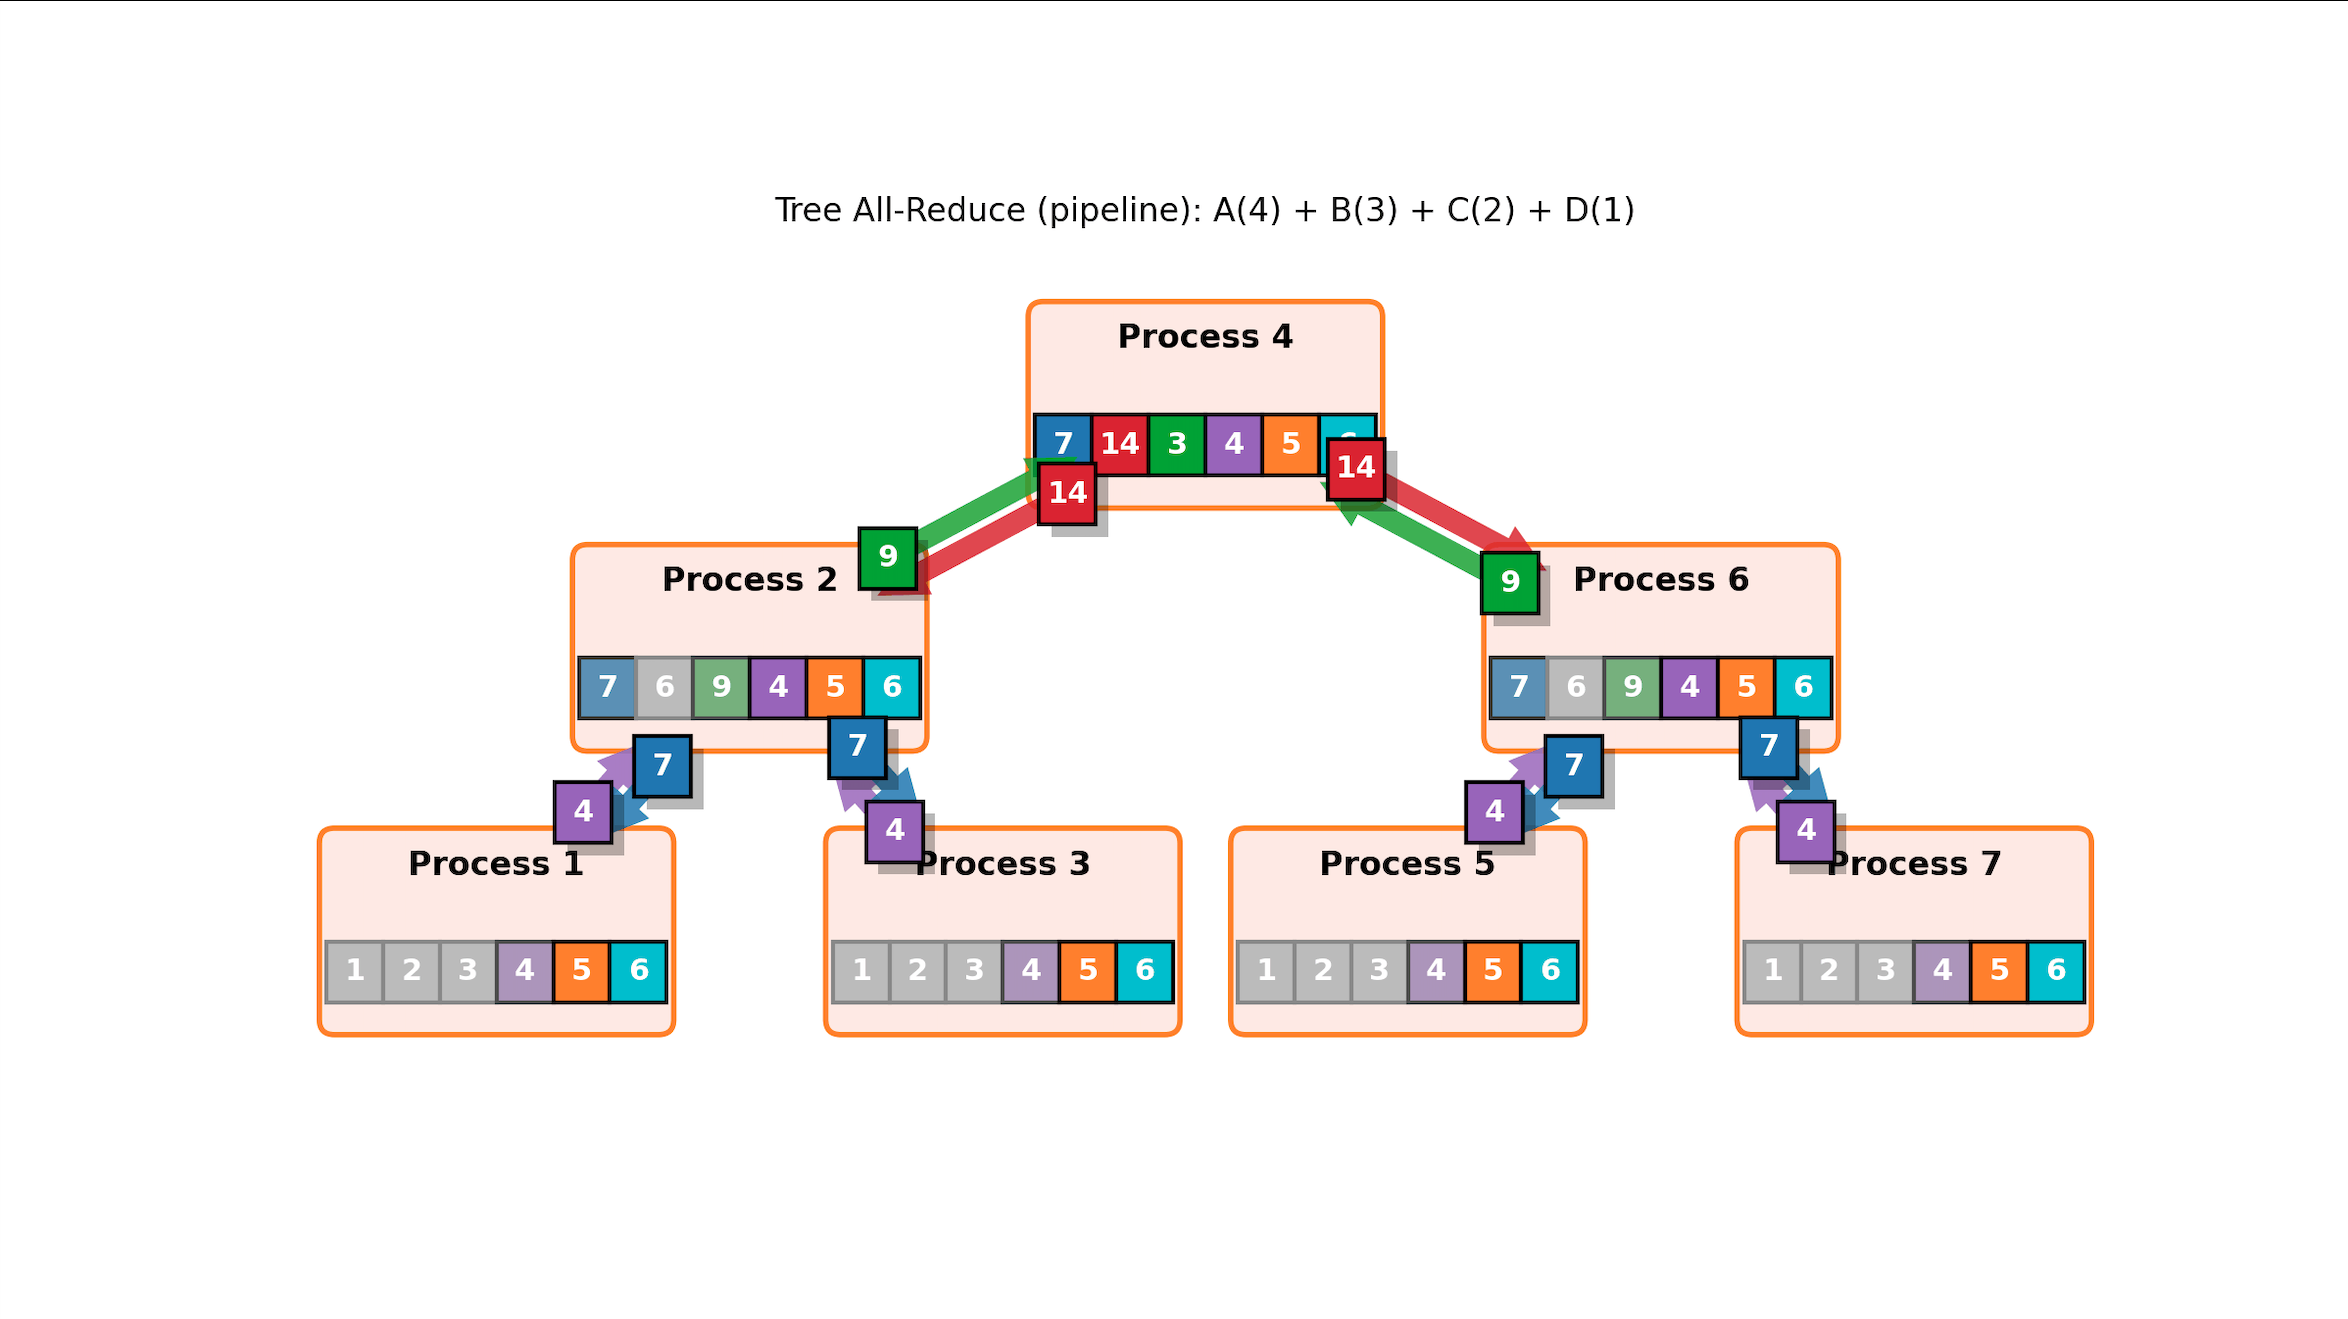 Tree All-Reduce (pipeline): A(4) + B(3) + C(2) + D(1)
Process 4
7 14 3 4 5
14
14
9
9
Process 2
Process 6
7 6 9 4 5 6
7 6 9 4 5 6
7
7
7
7
4
4
4
4
Process 1
Process 3
Process 5
Process 7
1 2 3 4 5 6
1 2 3 4 5 6
1 2 3 4 5 6
1 2 3 4 5 6